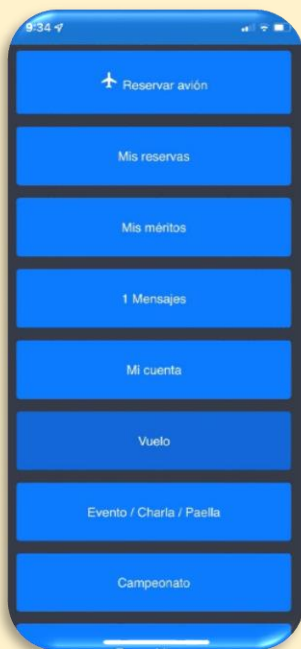 9:34
Reservar avión
Mis reservas
Mis méritos
1 Mensajes
Mi cuenta
Vuelo
Evento / Charla / Paella
Campeonato